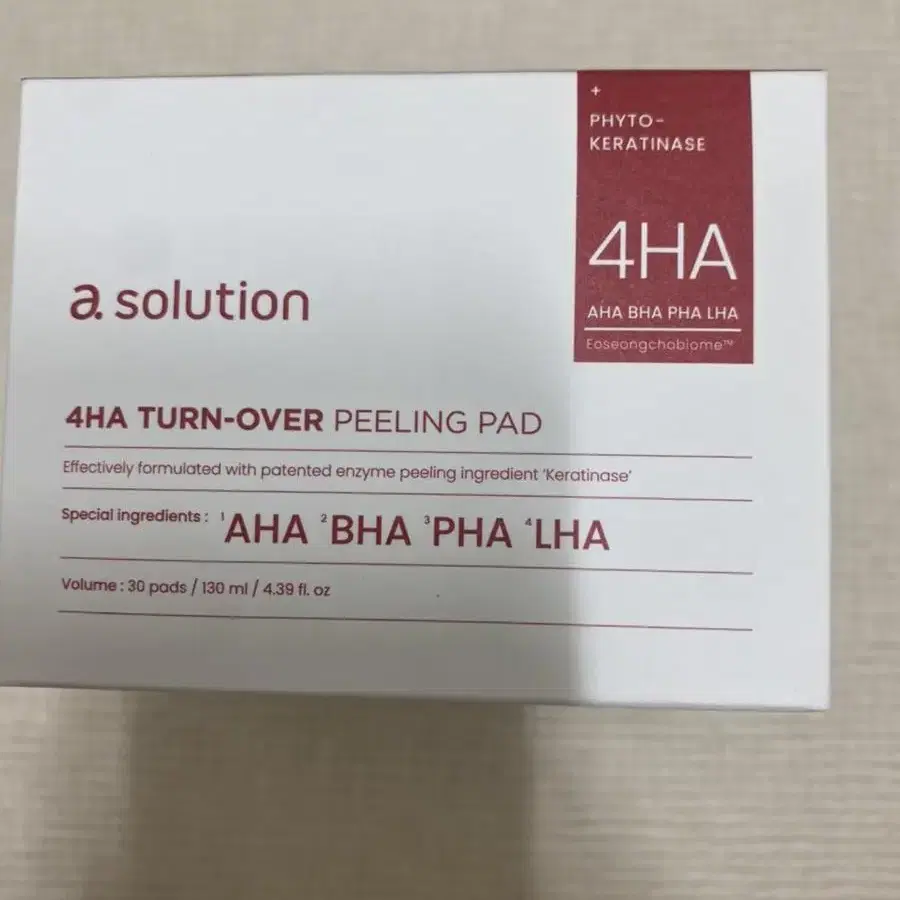 +
PHYTO-
KERATINASE
4HA
AHA BHA PHA LHA
Eoseongchobiome™
a. solution
4HA TURN-OVER PEELING PAD
Effectively formulated with patented enzyme peeling ingredient 'Keratinase'
Special ingredients : ¹AHA ²BHA ³PHA ⁴LHA
Volume : 30 pads / 130 ml / 4.39 fl. oz